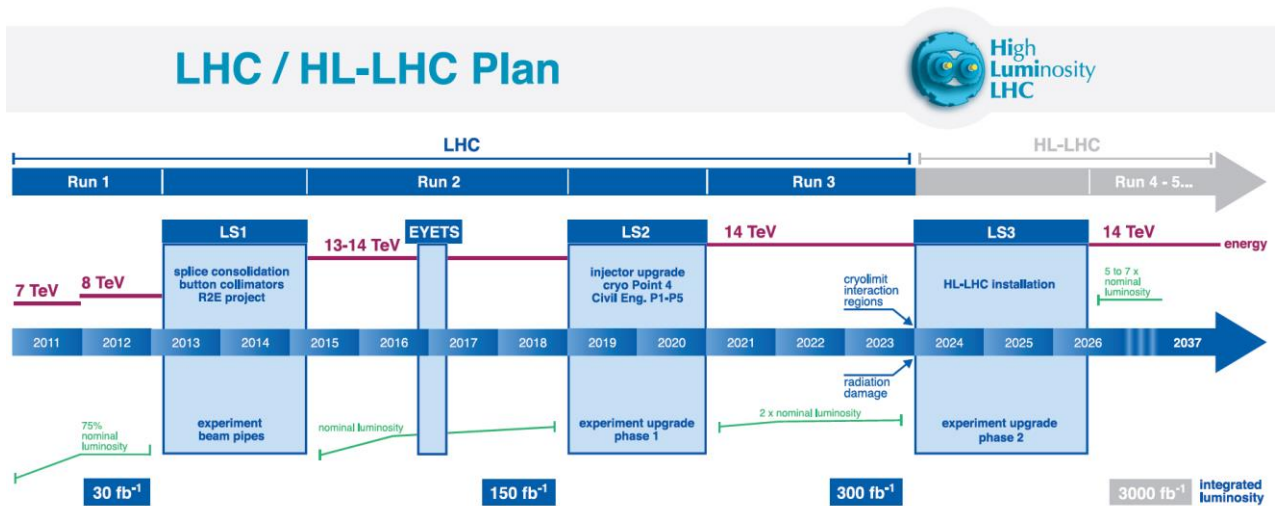 LHC / HL-LHC Plan
High
Luminosity
LHC
LHC
HL-LHC
Run 1
Run 2
Run 3
Run 4 - 5...
LS1
EYETS
LS2
LS3
7 TeV
8 TeV
13-14 TeV
14 TeV
14 TeV
energy
splice consolidation
button collimators
R2E project
injector upgrade
cryo Point 4
Civil Eng. P1-P5
cryolimit
interaction
regions
HL-LHC installation
5 to 7 x
nominal
luminosity
2011
2012
2013
2014
2015
2016
2017
2018
2019
2020
2021
2022
2023
2024
2025
2026
2037
radiation
damage
75%
nominal
luminosity
experiment
beam pipes
nominal luminosity
experiment upgrade
phase 1
2 x nominal luminosity
experiment upgrade
phase 2
30 fb⁻¹
150 fb⁻¹
300 fb⁻¹
3000 fb⁻¹
integrated
luminosity